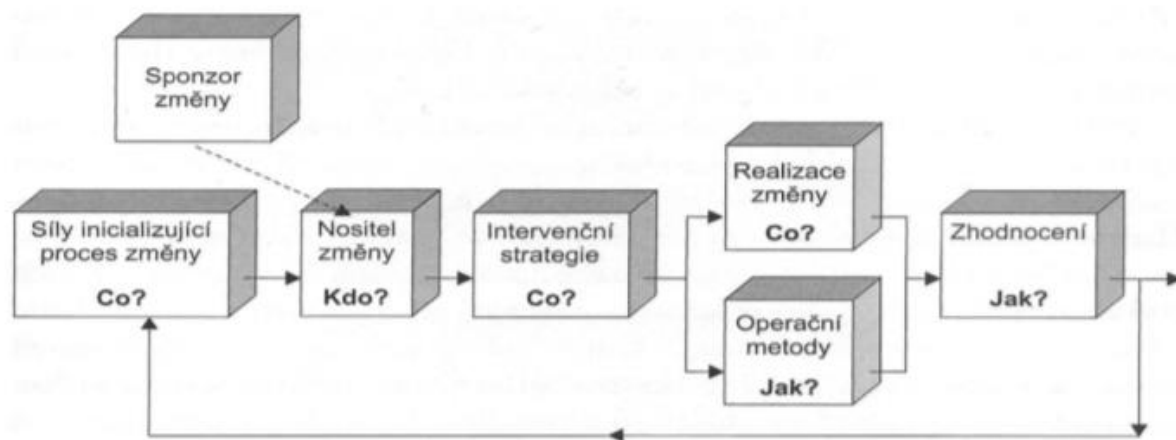 Sponzor
změny
Síly inicializující
proces změny
Co?
Nositel
změny
Kdo?
Intervenční
strategie
Co?
Realizace
změny
Co?
Operační
metody
Jak?
Zhodnocení
Jak?